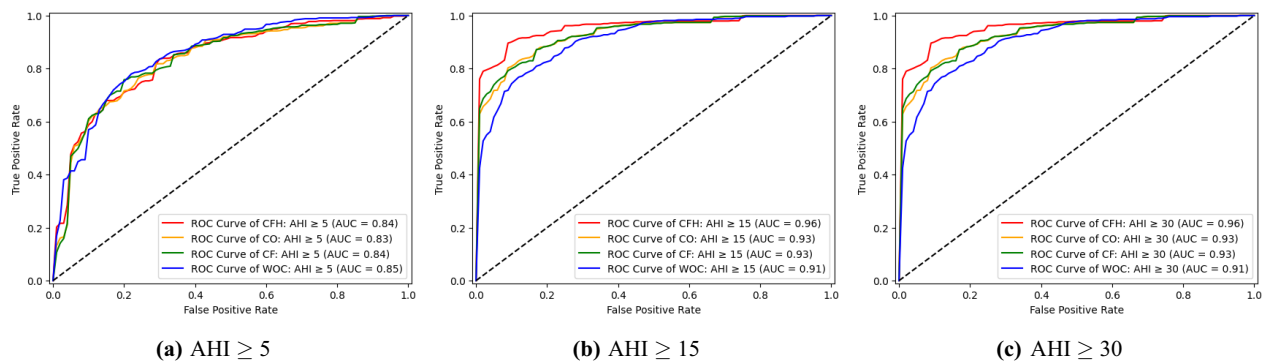 1.0
0.8
0.6
0.4
0.2
0.0
True Positive Rate
0.0 0.2 0.4 0.6 0.8 1.0
False Positive Rate
ROC Curve of CFH: AHI ≥ 5 (AUC = 0.84)
ROC Curve of CO: AHI ≥ 5 (AUC = 0.83)
ROC Curve of CF: AHI ≥ 5 (AUC = 0.84)
ROC Curve of WOC: AHI ≥ 5 (AUC = 0.85)
(a) AHI ≥ 5
1.0
0.8
0.6
0.4
0.2
0.0
True Positive Rate
0.0 0.2 0.4 0.6 0.8 1.0
False Positive Rate
ROC Curve of CFH: AHI ≥ 15 (AUC = 0.96)
ROC Curve of CO: AHI ≥ 15 (AUC = 0.93)
ROC Curve of CF: AHI ≥ 15 (AUC = 0.93)
ROC Curve of WOC: AHI ≥ 15 (AUC = 0.91)
(b) AHI ≥ 15
1.0
0.8
0.6
0.4
0.2
0.0
True Positive Rate
0.0 0.2 0.4 0.6 0.8 1.0
False Positive Rate
ROC Curve of CFH: AHI ≥ 30 (AUC = 0.96)
ROC Curve of CO: AHI ≥ 30 (AUC = 0.93)
ROC Curve of CF: AHI ≥ 30 (AUC = 0.93)
ROC Curve of WOC: AHI ≥ 30 (AUC = 0.91)
(c) AHI ≥ 30